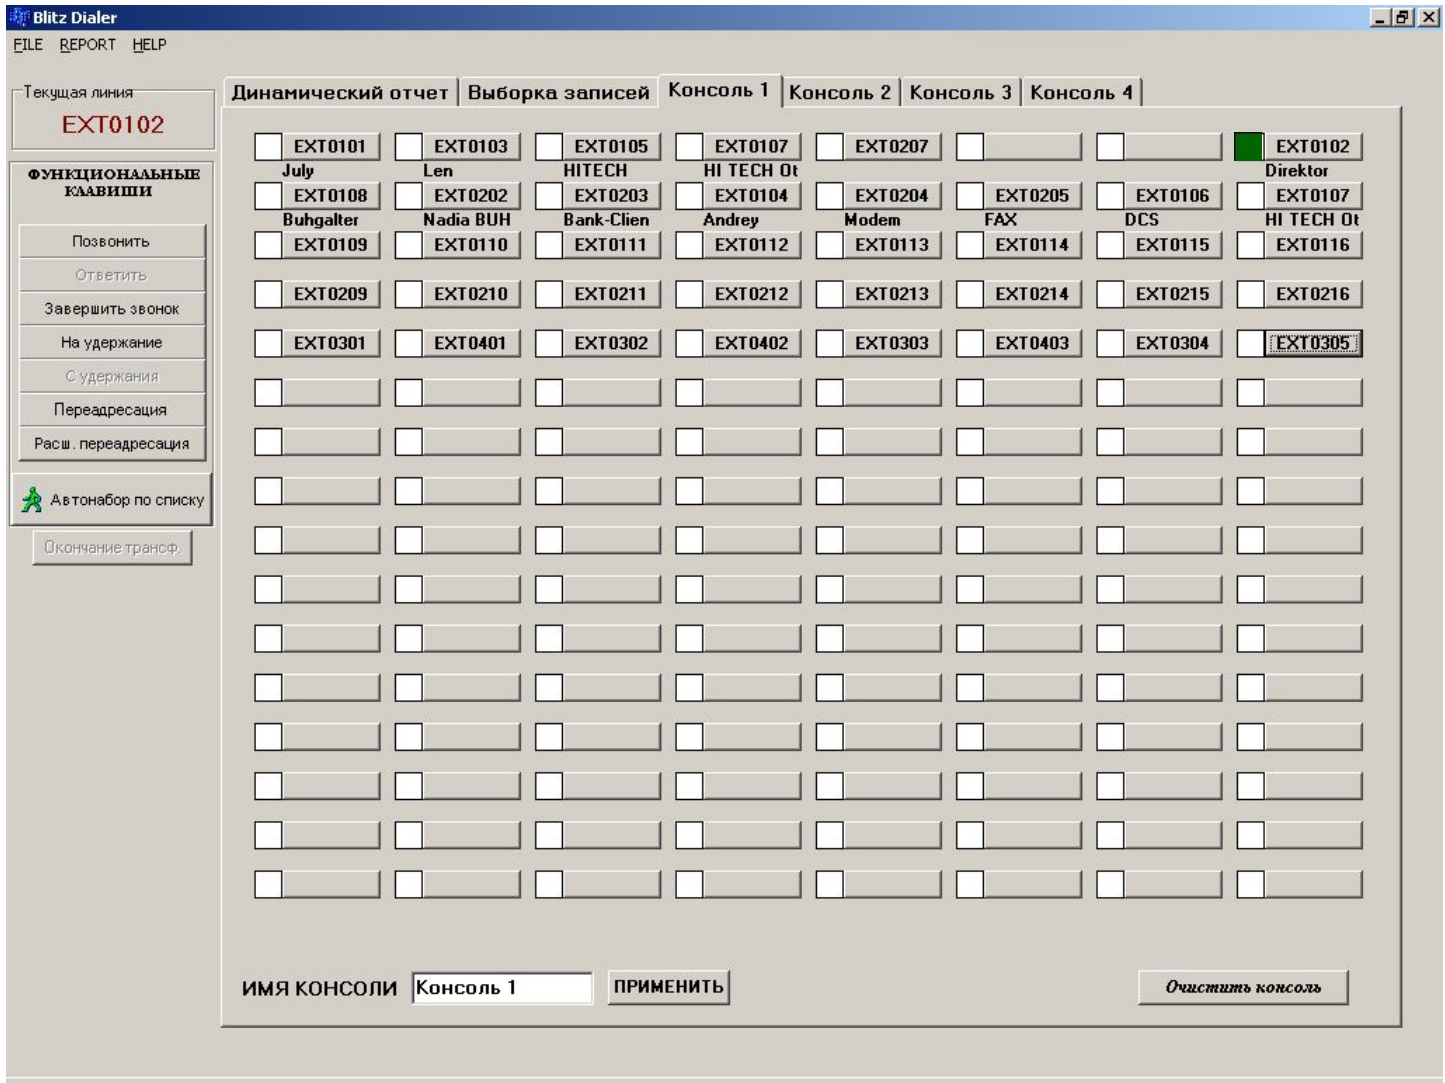 Blitz Dialer
FILE REPORT HELP
Текущая линия
EXT0102
ФУНКЦИОНАЛЬНЫЕ
КЛАВИШИ
Позвонить
Ответить
Завершить звонок
На удержание
С удержания
Переадресация
Расш. переадресация
Автонабор по списку
Окончание трансф.
Динамический отчет Выборка записей Консоль 1 Консоль 2 Консоль 3 Консоль 4
EXT0101 EXT0103 EXT0105 EXT0107 EXT0207 EXT0102
July Len HITECH HI TECH Ot Direktor
EXT0108 EXT0202 EXT0203 EXT0104 EXT0204 EXT0205 EXT0106 EXT0107
Buhgalter Nadia BUH Bank-Clien Andrey Modem FAX DCS HI TECH Ot
EXT0109 EXT0110 EXT0111 EXT0112 EXT0113 EXT0114 EXT0115 EXT0116
EXT0209 EXT0210 EXT0211 EXT0212 EXT0213 EXT0214 EXT0215 EXT0216
EXT0301 EXT0401 EXT0302 EXT0402 EXT0303 EXT0403 EXT0304 EXT0305
ИМЯ КОНСОЛИ Консоль 1 ПРИМЕНИТЬ Очистить консоль